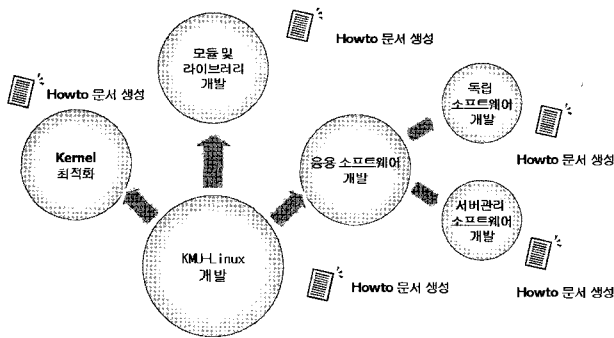 모듈 및
라이브러리
개발
Howto 문서 생성
Howto 문서 생성
Kernel
최적화
독립
소프트웨어
개발
Howto 문서 생성
응용 소프트웨어
개발
서버관리
소프트웨어
개발
Howto 문서 생성
KMU-Linux
개발
Howto 문서 생성